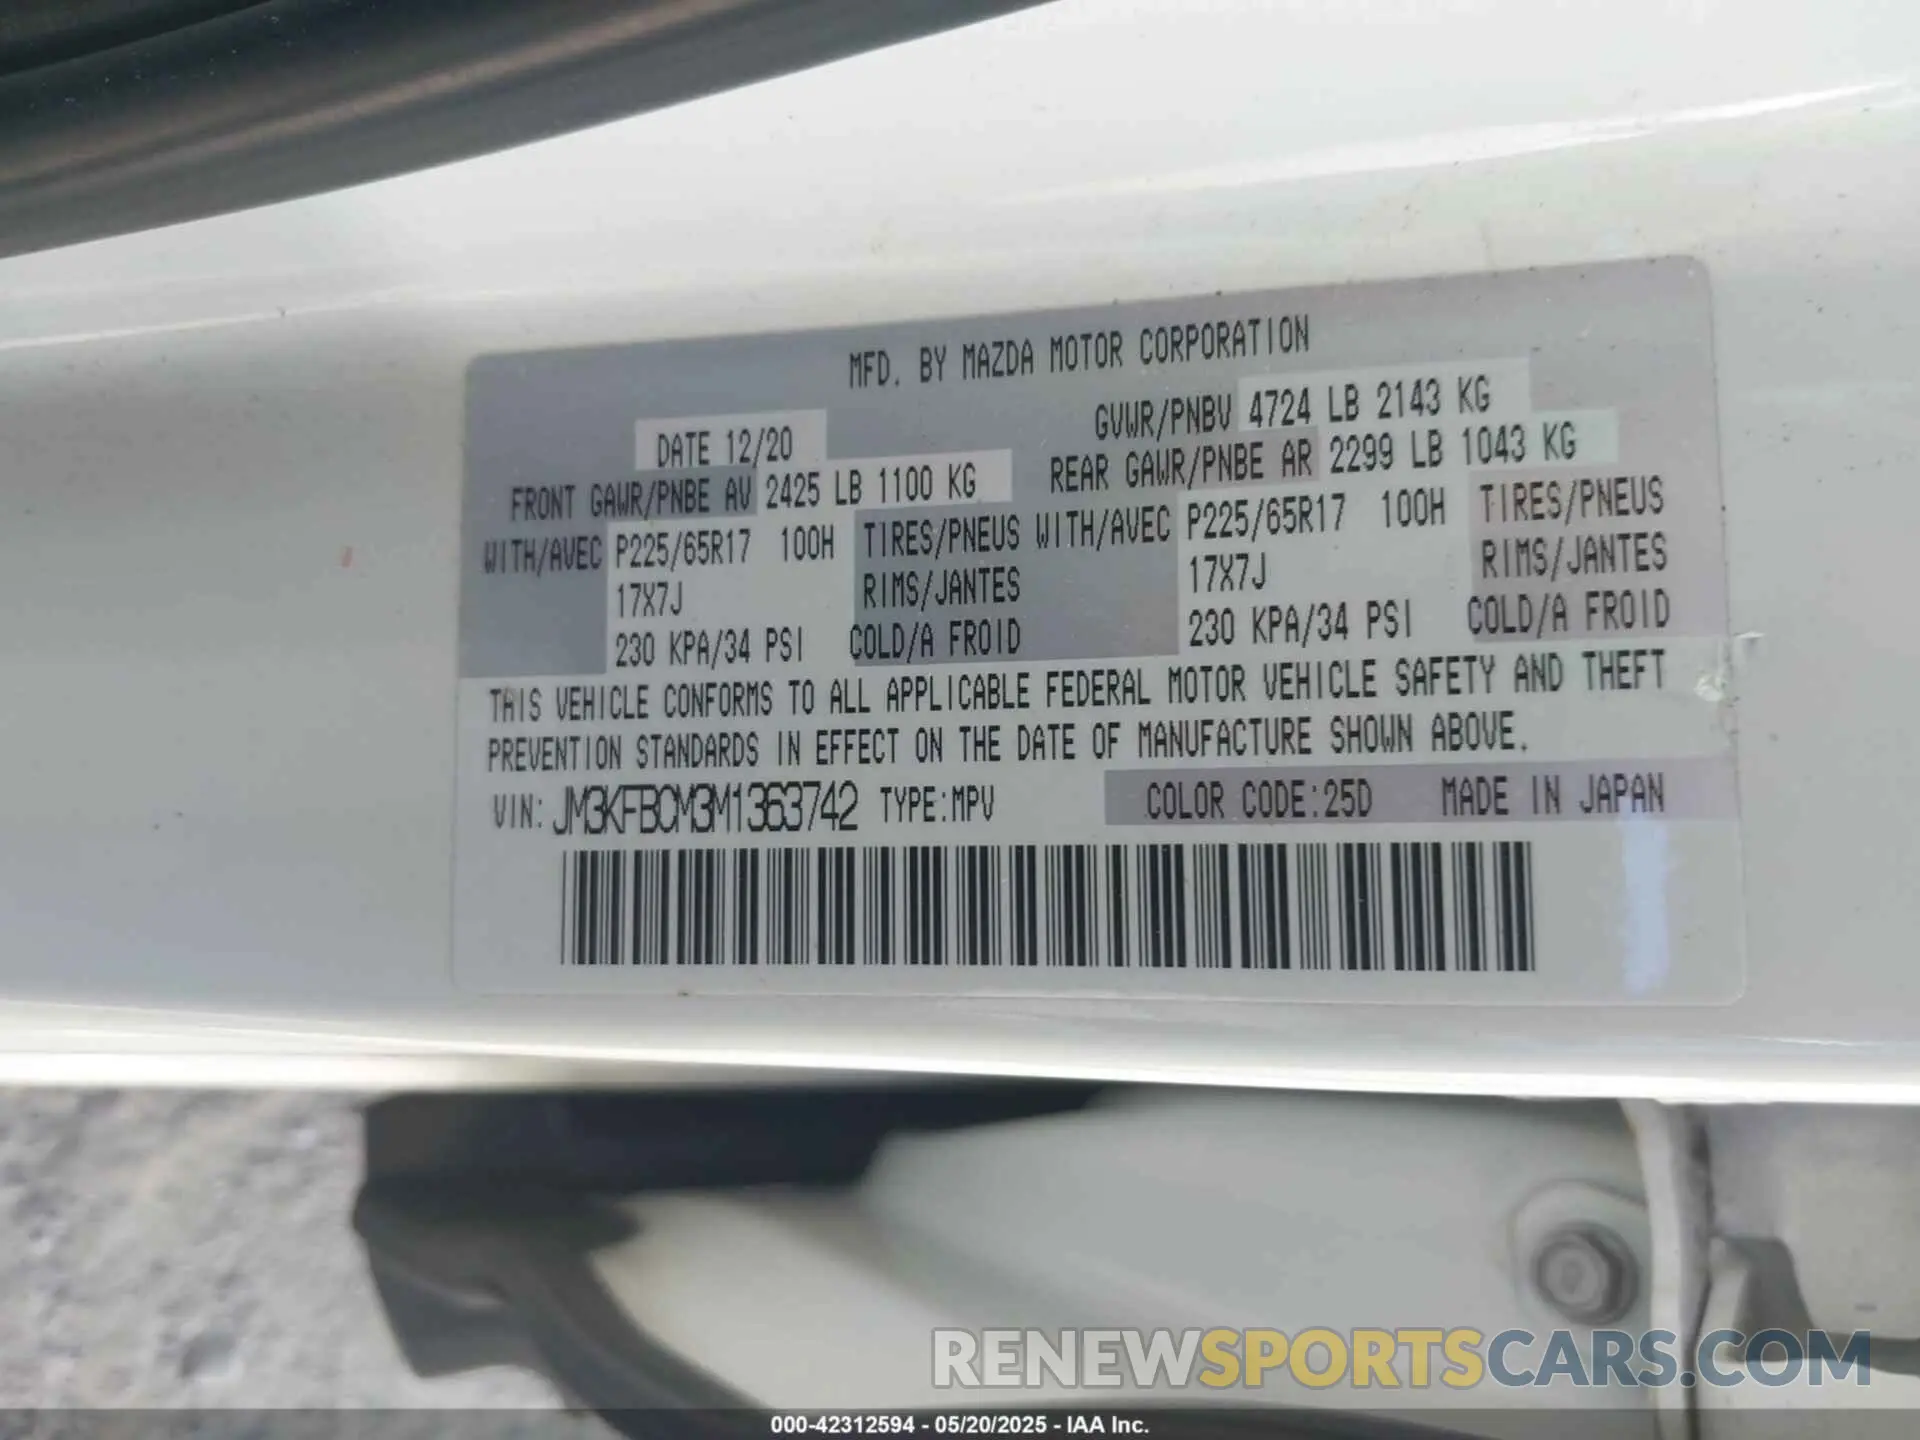 MFD. BY MAZDA MOTOR CORPORATION
DATE 12/20 GVWR/PNBV 4724 LB 2143 KG
FRONT GAWR/PNBE AV 2425 LB 1100 KG REAR GAWR/PNBE AR 2299 LB 1043 KG
WITH/AVEC P225/65R17 100H TIRES/PNEUS WITH/AVEC P225/65R17 100H TIRES/PNEUS
17X7J RIMS/JANTES 17X7J RIMS/JANTES
230 KPA/34 PSI COLD/A FROID 230 KPA/34 PSI COLD/A FROID
THIS VEHICLE CONFORMS TO ALL APPLICABLE FEDERAL MOTOR VEHICLE SAFETY AND THEFT
PREVENTION STANDARDS IN EFFECT ON THE DATE OF MANUFACTURE SHOWN ABOVE.
VIN: JM3KFBCM3M1363742 TYPE:MPV COLOR CODE:25D MADE IN JAPAN
RENEWSPORTSCARS.COM
000-42312594 - 05/20/2025 - IAA Inc.